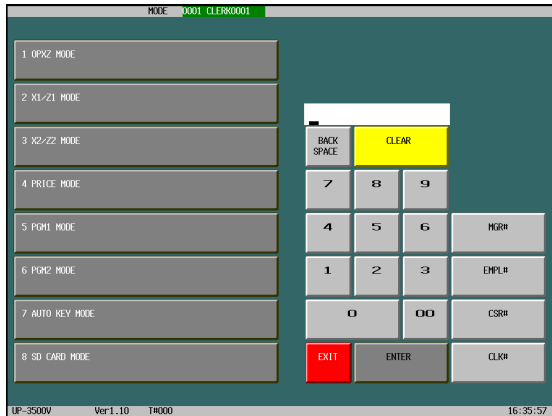 MODE 0001 CLERK0001
1 OPXZ MODE
2 X1/Z1 MODE
3 X2/Z2 MODE
4 PRICE MODE
5 PGM1 MODE
6 PGM2 MODE
7 AUTO KEY MODE
8 SD CARD MODE
BACK SPACE
CLEAR
7 8 9
4 5 6 MGR#
1 2 3 EMPL#
0 00 CSR#
EXIT ENTER CLK#
UP-3500V Ver1.10 T#000 16:35:57